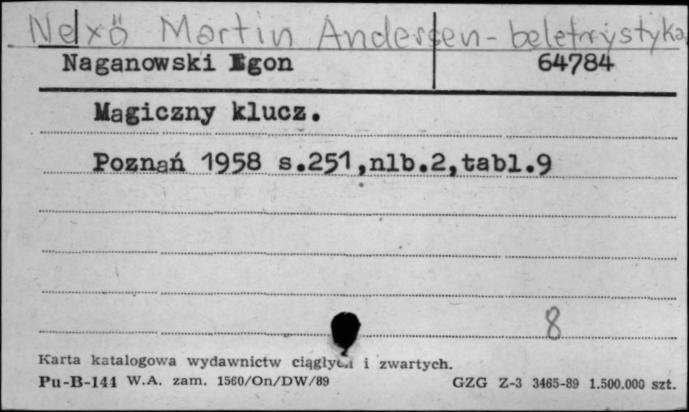 Nexö Martin Andersen - beletrystyka
Naganowski Egon 64784
Magiczny klucz.
Poznań 1958 s.251,nlb.2,tabl.9
8
Karta katalogowa wydawnictw ciągłych i zwartych.
Pu-B-144 W.A. zam. 1560/On/DW/89 GZG Z-3 3465-89 1.500.000 szt.